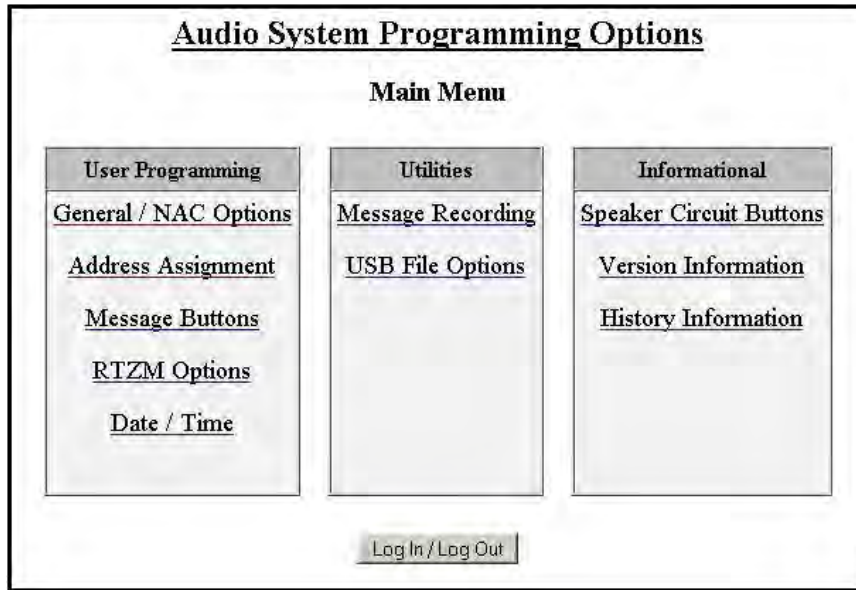 Audio System Programming Options
Main Menu
User Programming
General / NAC Options
Address Assignment
Message Buttons
RTZM Options
Date / Time
Utilities
Message Recording
USB File Options
Informational
Speaker Circuit Buttons
Version Information
History Information
Log In / Log Out